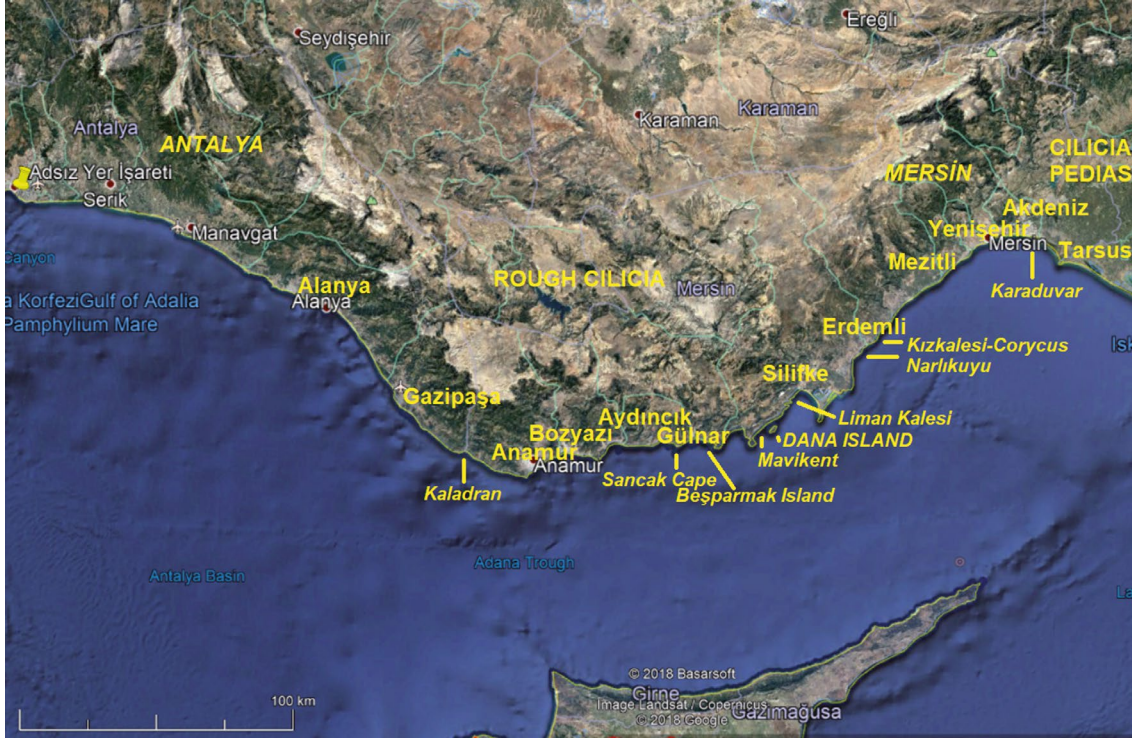 Ereğli
Seydişehir
Karaman
Karaman
Antalya
ANTALYA
CILICIA
PEDIAS
MERSİN
Adsız Yer İşareti
Serik
Akdeniz
Yenişehir
Mersin
Manavgat
Tarsus
Canyon
Mezitli
ROUGH CILICIA
Mersin
Alanya
Alanya
Karaduvar
a KorfeziGulf of Adalia
Pamphylium Mare
Erdemli
Kızkalesi-Corycus
Isk
Narlıkuyu
Silifke
Gazipaşa
Liman Kalesi
Aydıncık
Bozyazı
Gülnar
DANA ISLAND
Anamur
Anamur
Mavikent
Sancak Cape
Kaladran
Beşparmak Island
Adana Trough
Antalya Basin
La
© 2018 Basarsoft
Girne
Image Landsat / Copernicus
Gazimağusa
© 2018 Google
100 km